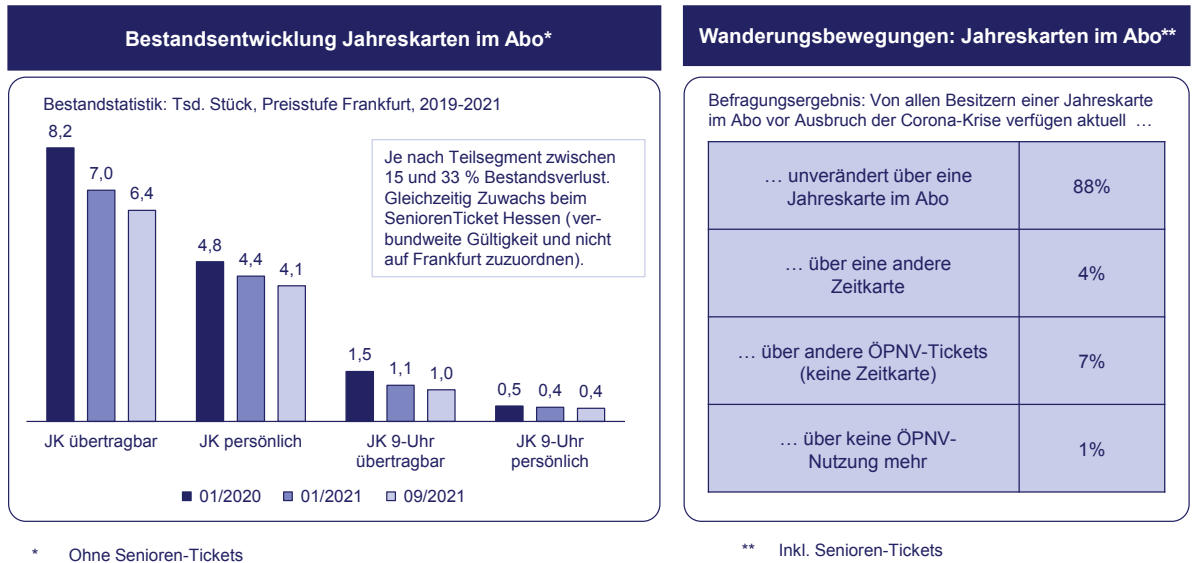 Bestandsentwicklung Jahreskarten im Abo*
Bestandstatistik: Tsd. Stück, Preisstufe Frankfurt, 2019-2021
8,2
7,0
6,4
4,8
4,4
4,1
1,5
1,1
1,0
0,5
0,4
0,4
Je nach Teilsegment zwischen
15 und 33 % Bestandsverlust.
Gleichzeitig Zuwachs beim
SeniorenTicket Hessen (ver-
bundweite Gültigkeit und nicht
auf Frankfurt zuzuordnen).
JK übertragbar
JK persönlich
JK 9-Uhr
übertragbar
JK 9-Uhr
persönlich
01/2020
01/2021
09/2021
* Ohne Senioren-Tickets
Wanderungsbewegungen: Jahreskarten im Abo**
Befragungsergebnis: Von allen Besitzern einer Jahreskarte
im Abo vor Ausbruch der Corona-Krise verfügen aktuell …
… unverändert über eine
Jahreskarte im Abo
88%
… über eine andere
Zeitkarte
4%
… über andere ÖPNV-Tickets
(keine Zeitkarte)
7%
… über keine ÖPNV-
Nutzung mehr
1%
** Inkl. Senioren-Tickets